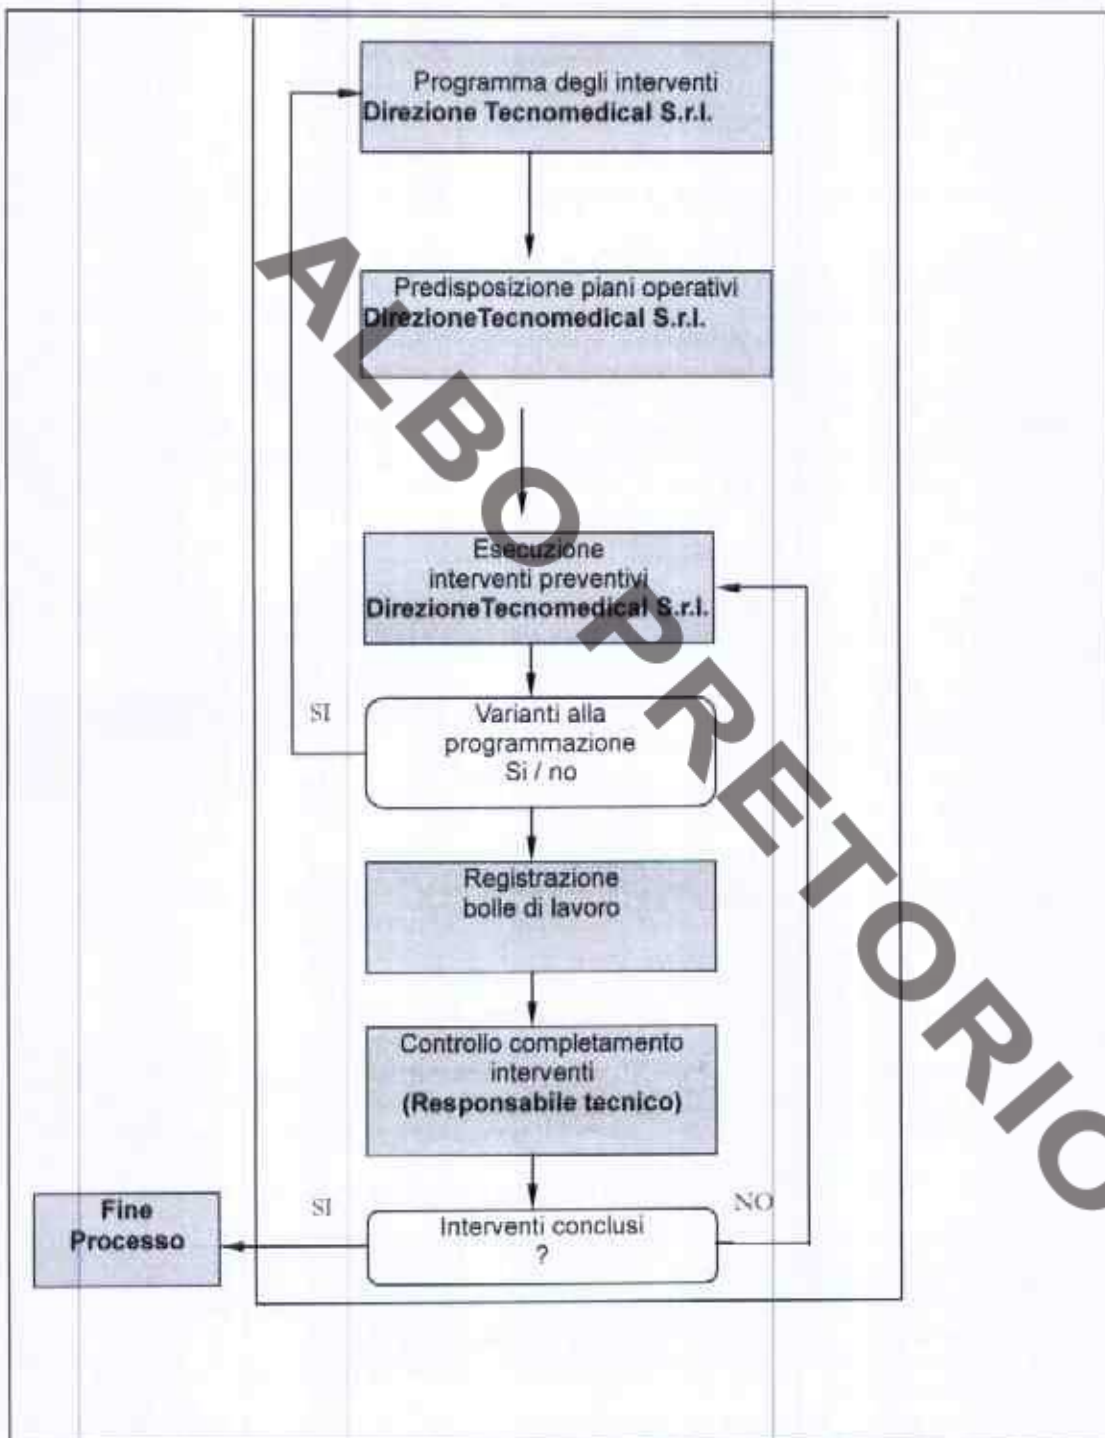 Programma degli interventi
Direzione Tecnomedical S.r.l.
Predisposizione piani operativi
DirezioneTecnomedical S.r.l.
Esecuzione
interventi preventivi
DirezioneTecnomedical S.r.l.
SI
Varianti alla
programmazione
Si / no
Registrazione
bolle di lavoro
Controllo completamento
interventi
(Responsabile tecnico)
Fine
Processo
SI
Interventi conclusi
?
NO
ALBO PRETORIO